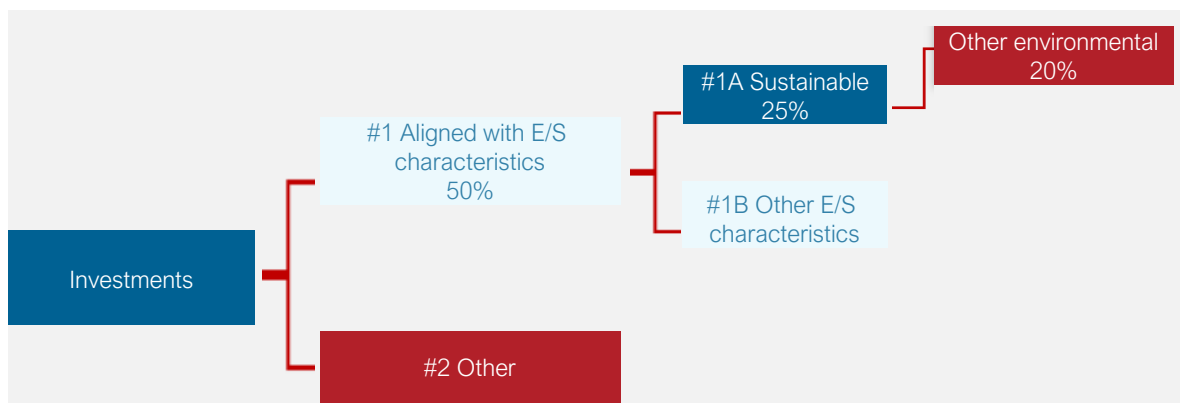 Other environmental
20%
#1A Sustainable
25%
#1 Aligned with E/S
characteristics
50%
#1B Other E/S
characteristics
Investments
#2 Other